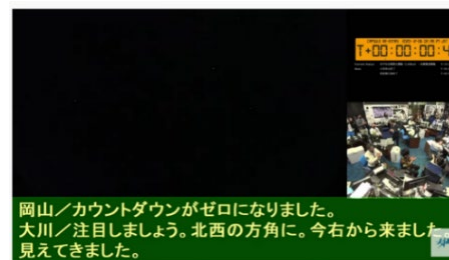 T+00:00:00:4
岡山／カウントダウンがゼロになりました。
大川／注目しましょう。北西の方角に。今右から来ました。
見えてきました。